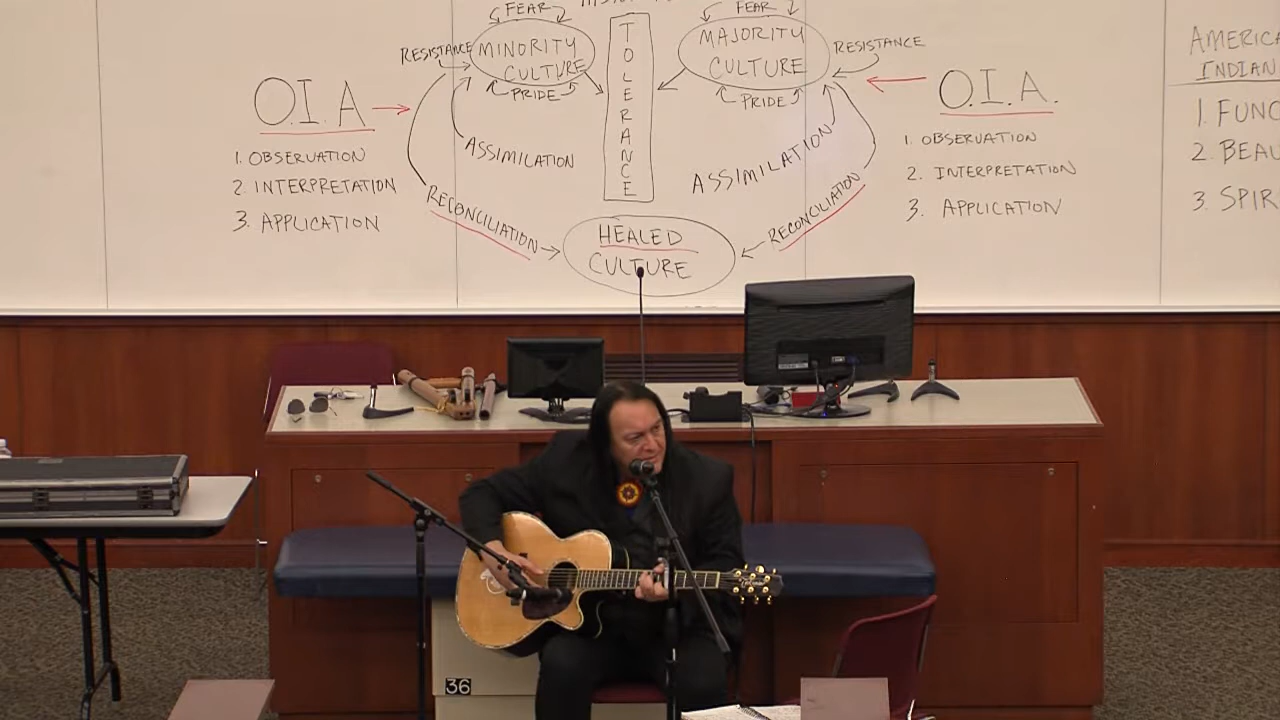 FEAR
MINORITY
CULTURE
PRIDE
RESISTANCE
ASSIMILATION
O.I.A
1. OBSERVATION
2. INTERPRETATION
3. APPLICATION
RECONCILIATION
TOLERANCE
FEAR
MAJORITY
CULTURE
PRIDE
RESISTANCE
ASSIMILATION
O.I.A.
1. OBSERVATION
2. INTERPRETATION
3. APPLICATION
RECONCILIATION
HEALED
CULTURE
AMERICA
INDIAN
1. FUNC
2. BEAU
3. SPIR
36